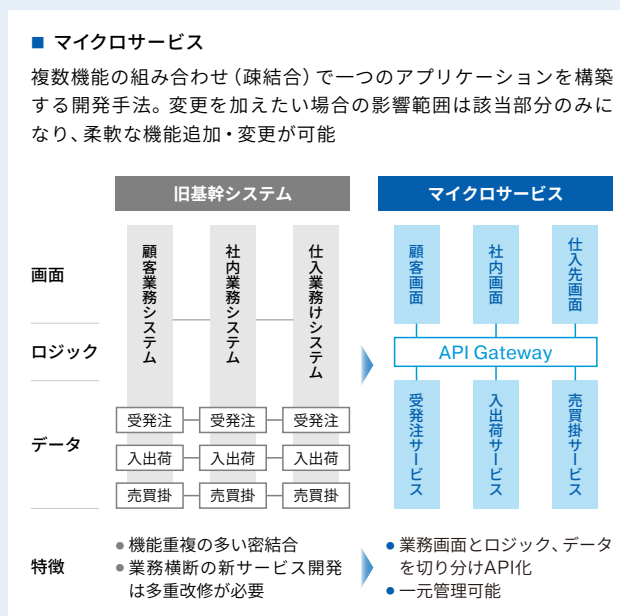 ■ マイクロサービス
複数機能の組み合わせ（疎結合）で一つのアプリケーションを構築
する開発手法。変更を加えたい場合の影響範囲は該当部分のみに
なり、柔軟な機能追加・変更が可能
旧基幹システム
マイクロサービス
画面
ロジック
データ
特徴
顧客業務システム
社内業務システム
仕入業務けシステム
受発注
受発注
受発注
入出荷
入出荷
入出荷
売買掛
売買掛
売買掛
顧客画面
社内画面
仕入先画面
API Gateway
受発注サービス
入出荷サービス
売買掛サービス
● 機能重複の多い密結合
● 業務横断の新サービス開発
は多重改修が必要
● 業務画面とロジック、データ
を切り分けAPI化
● 一元管理可能